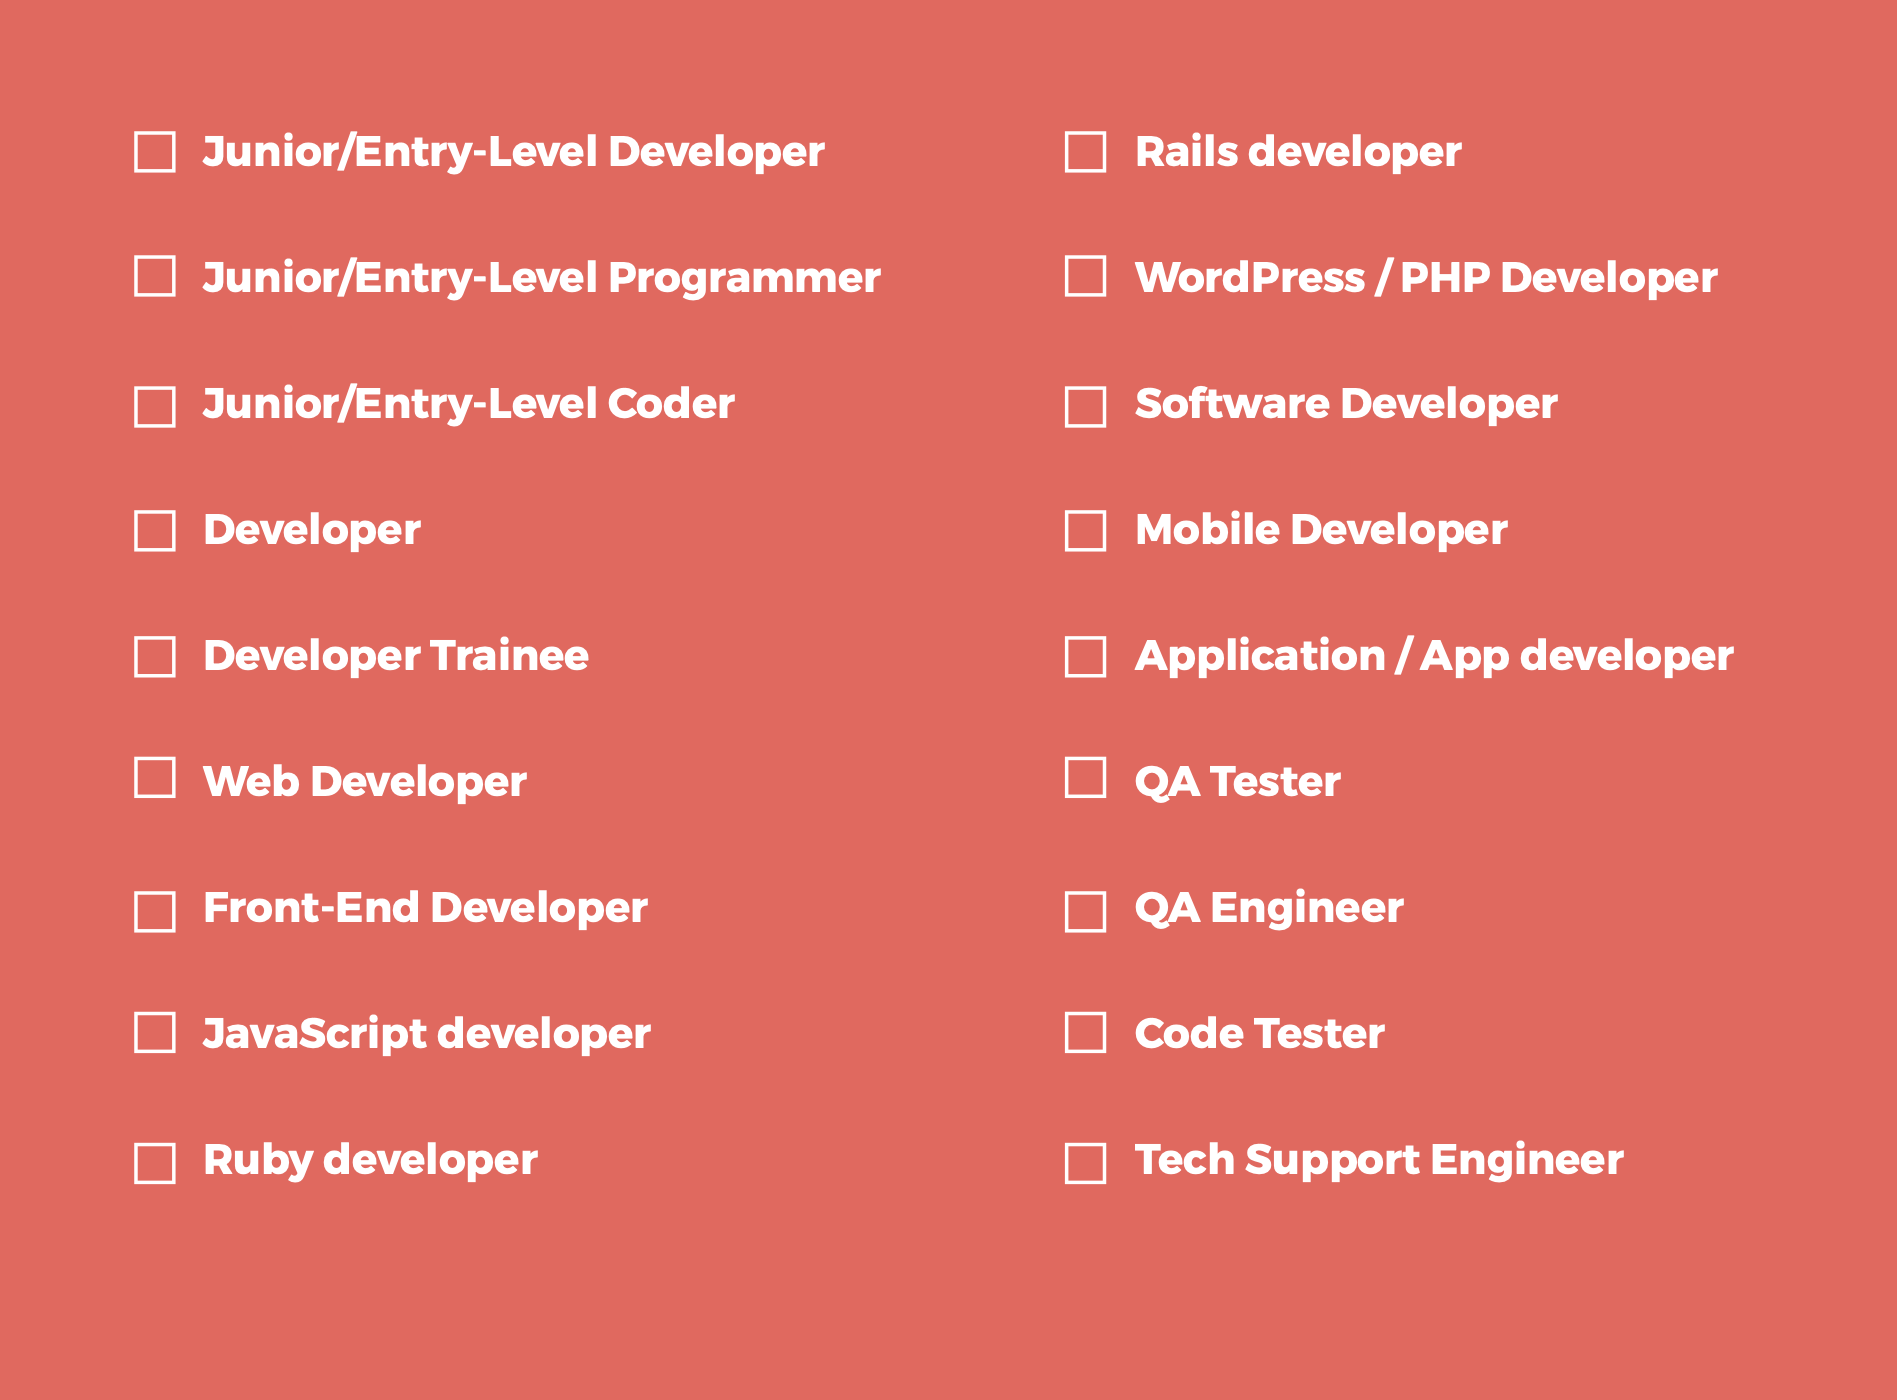 Junior/Entry-Level Developer
Junior/Entry-Level Programmer
Junior/Entry-Level Coder
Developer
Developer Trainee
Web Developer
Front-End Developer
JavaScript developer
Ruby developer
Rails developer
WordPress / PHP Developer
Software Developer
Mobile Developer
Application / App developer
QA Tester
QA Engineer
Code Tester
Tech Support Engineer